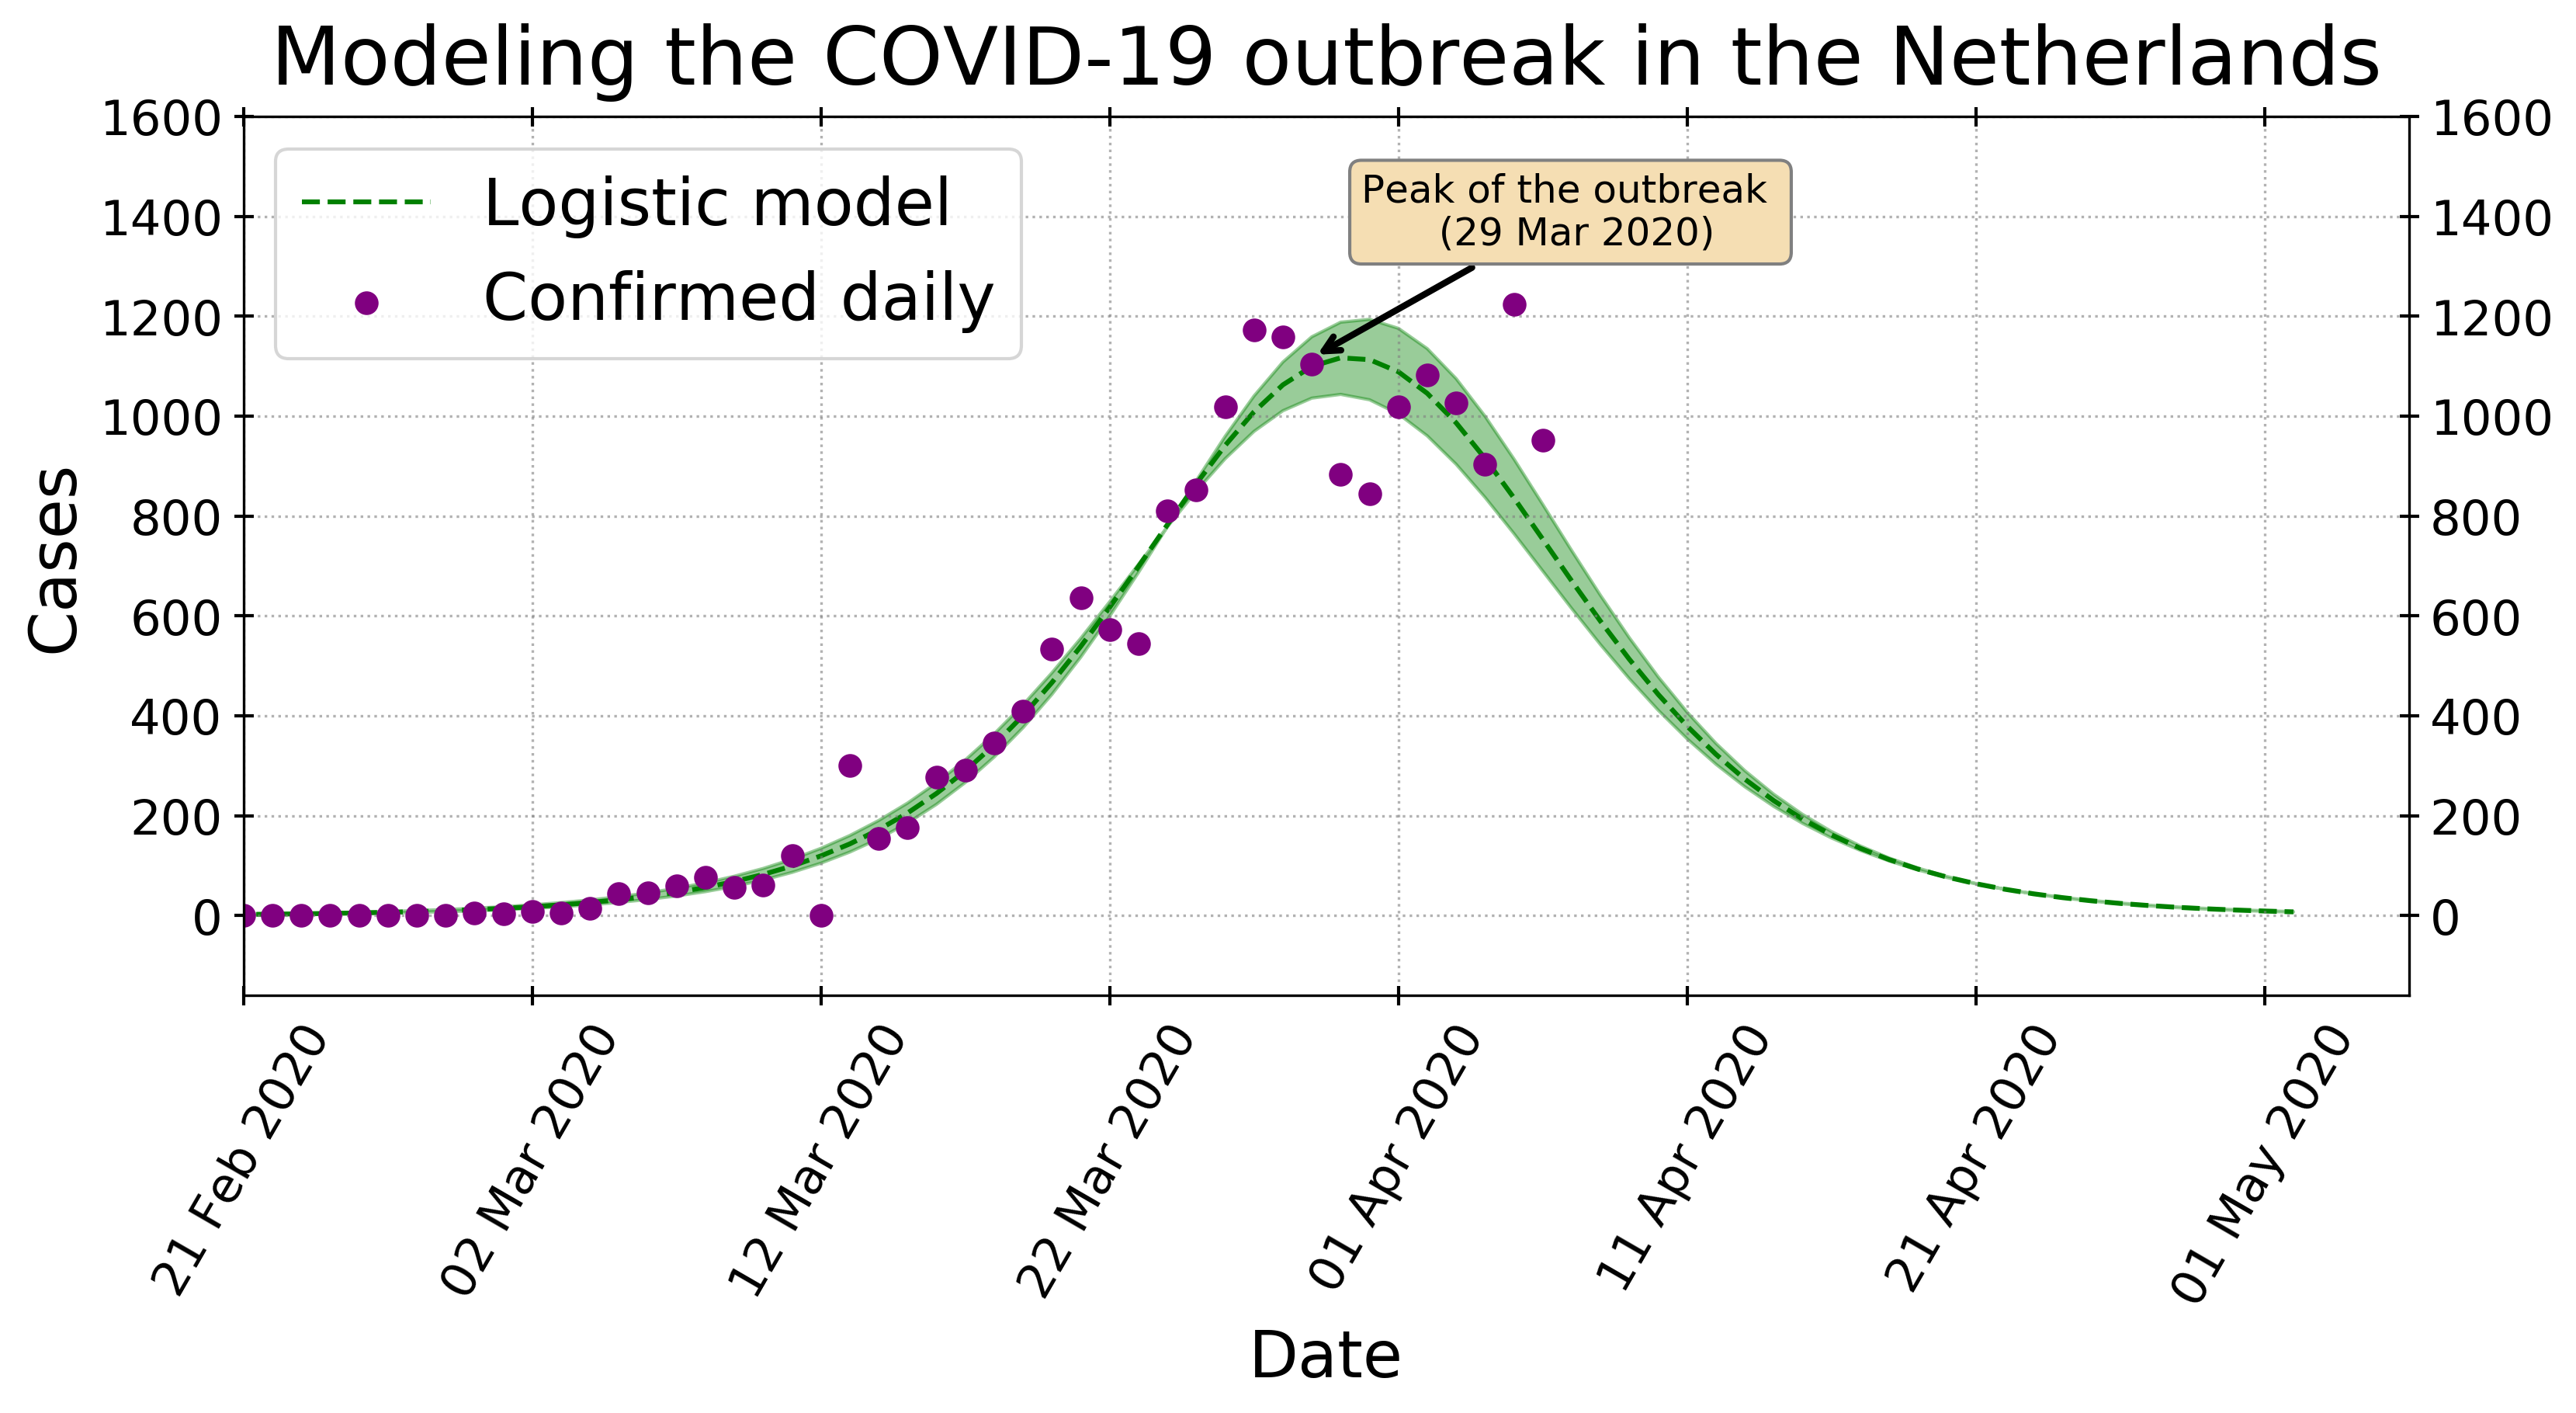 Modeling the COVID-19 outbreak in the Netherlands
1600
1400
1200
1000
800
600
400
200
0
Cases
Logistic model
Confirmed daily
Peak of the outbreak
(29 Mar 2020)
1600
1400
1200
1000
800
600
400
200
0
21 Feb 2020
02 Mar 2020
12 Mar 2020
22 Mar 2020
01 Apr 2020
11 Apr 2020
21 Apr 2020
01 May 2020
Date